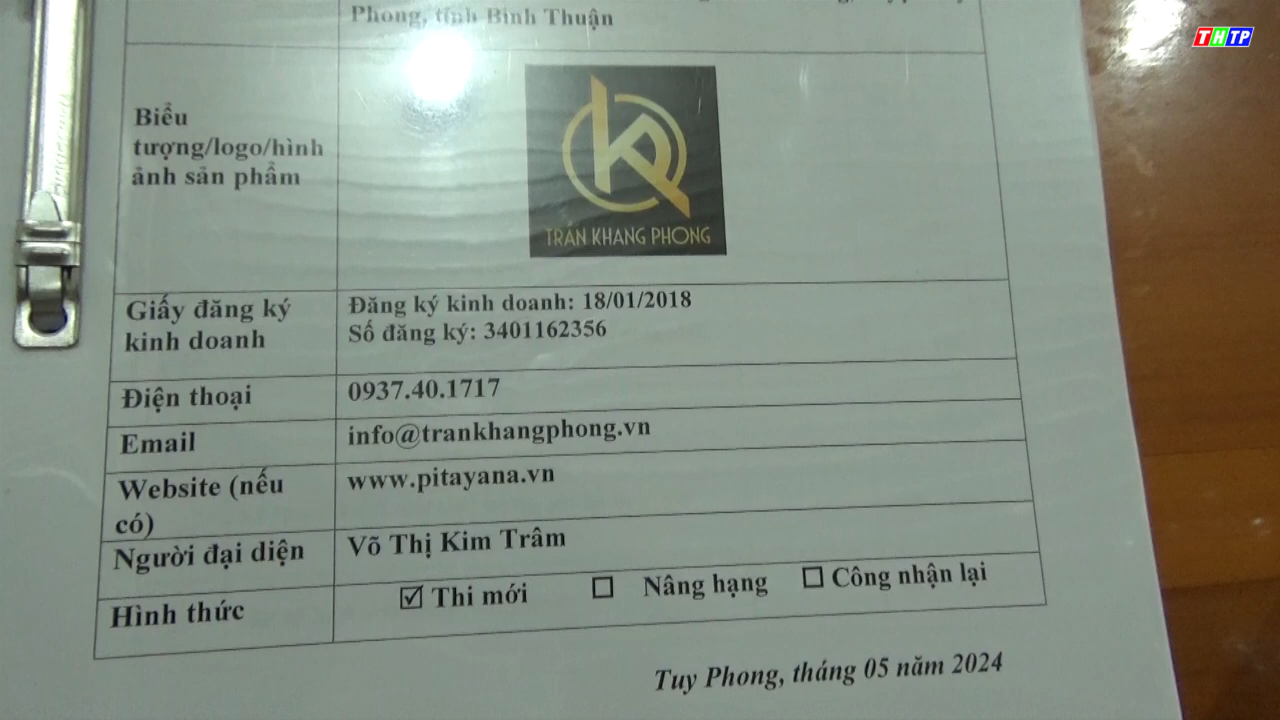 Phong, tỉnh Bình Thuận
THTP
Biểu
tượng/logo/hình
ảnh sản phẩm
TRẦN KHANG PHONG
Giấy đăng ký
kinh doanh
Đăng ký kinh doanh: 18/01/2018
Số đăng ký: 3401162356
Điện thoại
0937.40.1717
Email
info@trankhangphong.vn
Website (nếu
có)
www.pitayana.vn
Người đại diện
Võ Thị Kim Trâm
Hình thức
☑ Thi mới ☐ Nâng hạng ☐ Công nhận lại
Tuy Phong, tháng 05 năm 2024